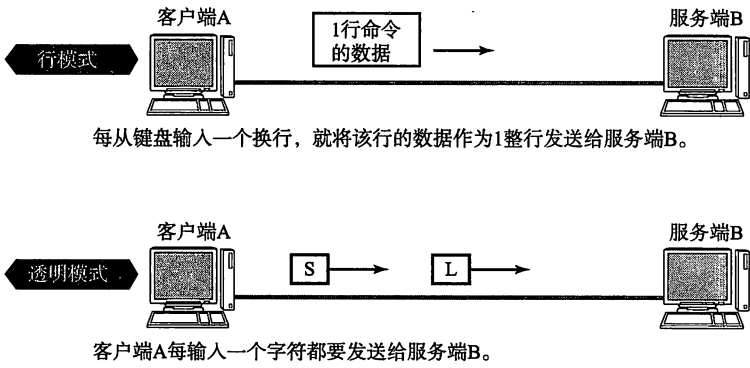 客户端A
服务端B
1行命令
的数据
行模式
每从键盘输入一个换行，就将该行的数据作为1整行发送给服务端B。
客户端A
服务端B
S
L
透明模式
客户端A每输入一个字符都要发送给服务端B。